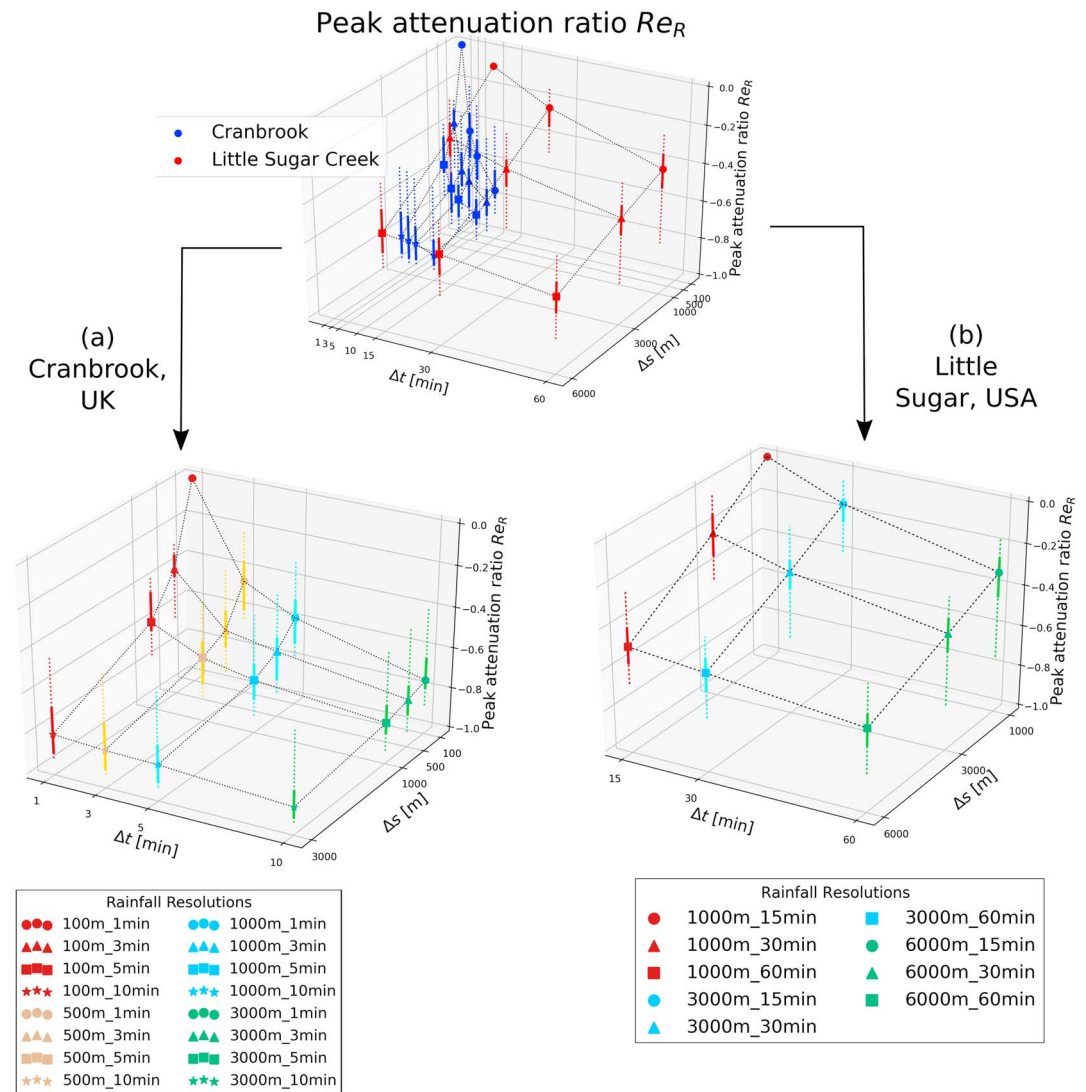 Peak attenuation ratio Re_R
Cranbrook
Little Sugar Creek
0.0
−0.2
−0.4
−0.6
−0.8
−1.0
Peak attenuation ratio Re_R
1 3 5 10 15 30 60
Δt [min]
100
500
1000
3000
6000
Δs [m]
(a)
Cranbrook,
UK
(b)
Little
Sugar, USA
0.0
−0.2
−0.4
−0.6
−0.8
−1.0
Peak attenuation ratio Re_R
1 3 5 10
Δt [min]
100
500
1000
3000
Δs [m]
0.0
−0.2
−0.4
−0.6
−0.8
−1.0
Peak attenuation ratio Re_R
15 30 60
Δt [min]
1000
3000
6000
Δs [m]
Rainfall Resolutions
100m_1min
100m_3min
100m_5min
100m_10min
500m_1min
500m_3min
500m_5min
500m_10min
1000m_1min
1000m_3min
1000m_5min
1000m_10min
3000m_1min
3000m_3min
3000m_5min
3000m_10min
Rainfall Resolutions
1000m_15min
1000m_30min
1000m_60min
3000m_15min
3000m_30min
3000m_60min
6000m_15min
6000m_30min
6000m_60min